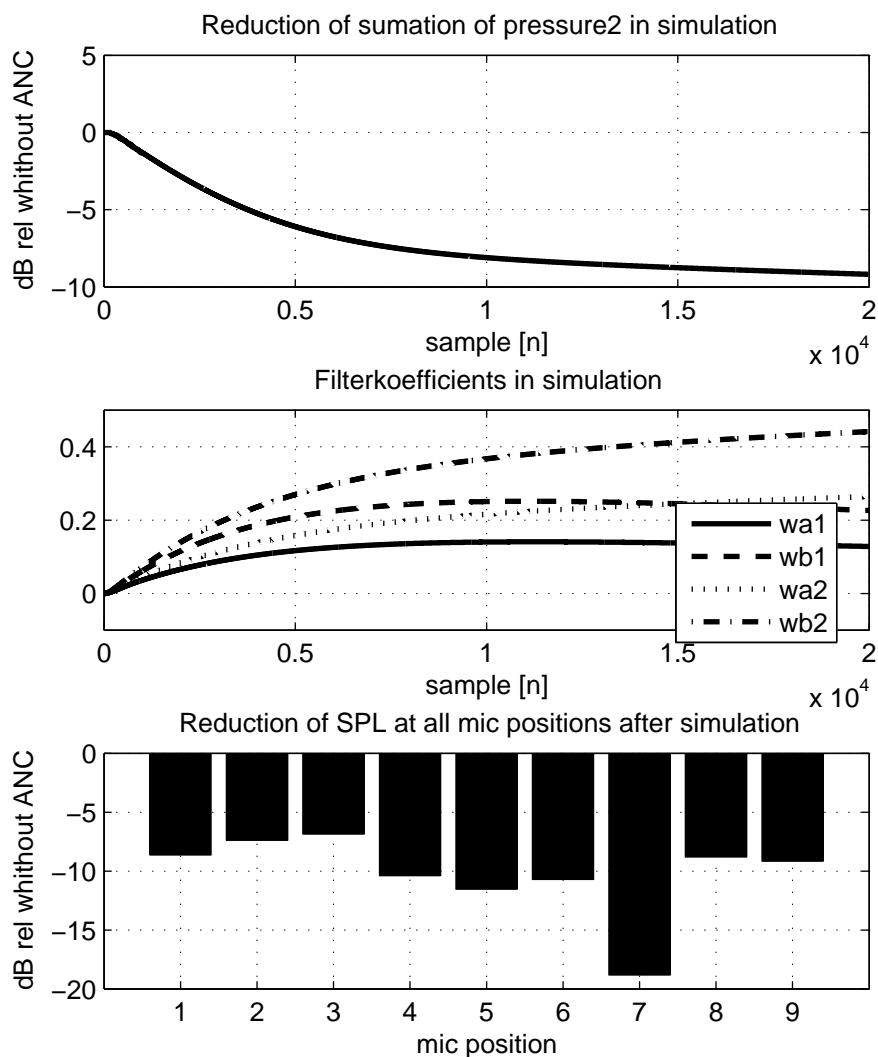 Reduction of sumation of pressure2 in simulation
dB rel whithout ANC
5
0
−5
−10
0 0.5 1 1.5 2
sample [n]
x 10^4
Filterkoefficients in simulation
0.4
0.2
0
wa1
wb1
wa2
wb2
0 0.5 1 1.5 2
sample [n]
x 10^4
Reduction of SPL at all mic positions after simulation
dB rel whithout ANC
0
−5
−10
−15
−20
1 2 3 4 5 6 7 8 9
mic position